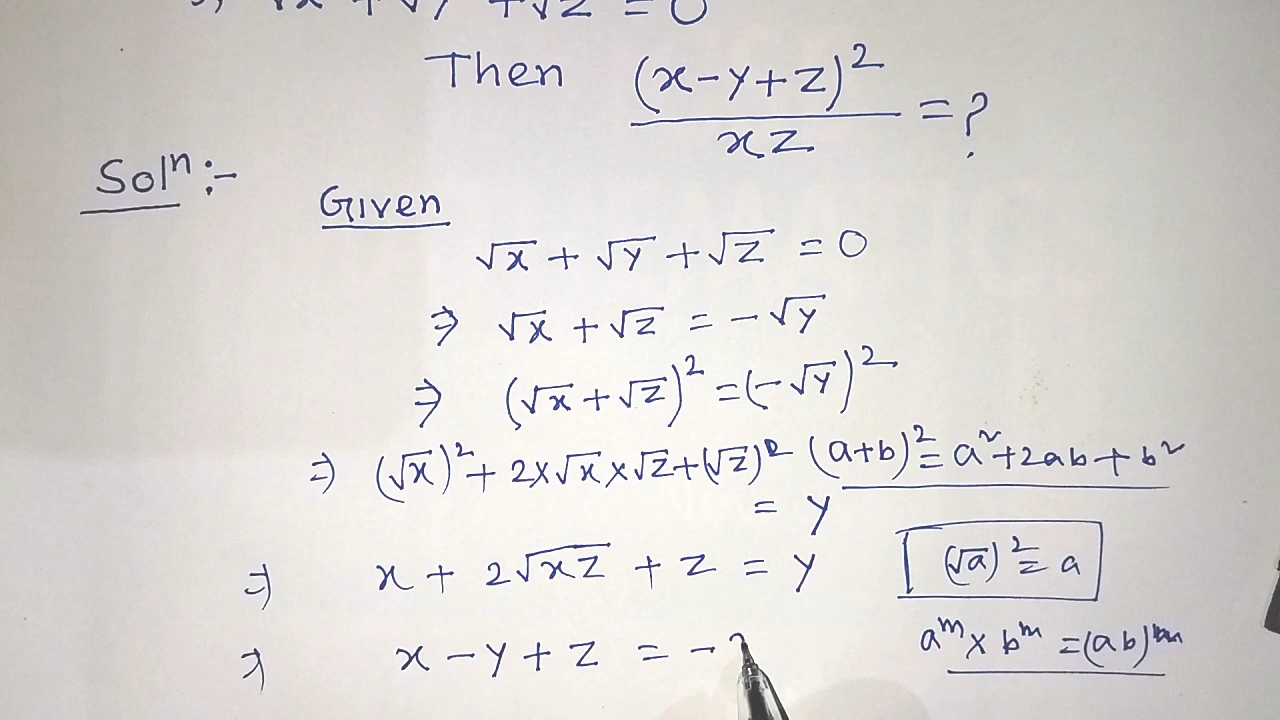 √x + √y + √z = 0
Then (x-y+z)² / xz = ?
Solⁿ :-
Given
√x + √y + √z = 0
⇒ √x + √z = -√y
⇒ (√x + √z)² = (-√y)²
⇒ (√x)² + 2×√x×√z + (√z)² (a+b)² = a² + 2ab + b²
= y
⇒ x + 2√xz + z = y
(√a)² = a
⇒ x - y + z = -
aᵐ × bᵐ = (ab)ᵐ